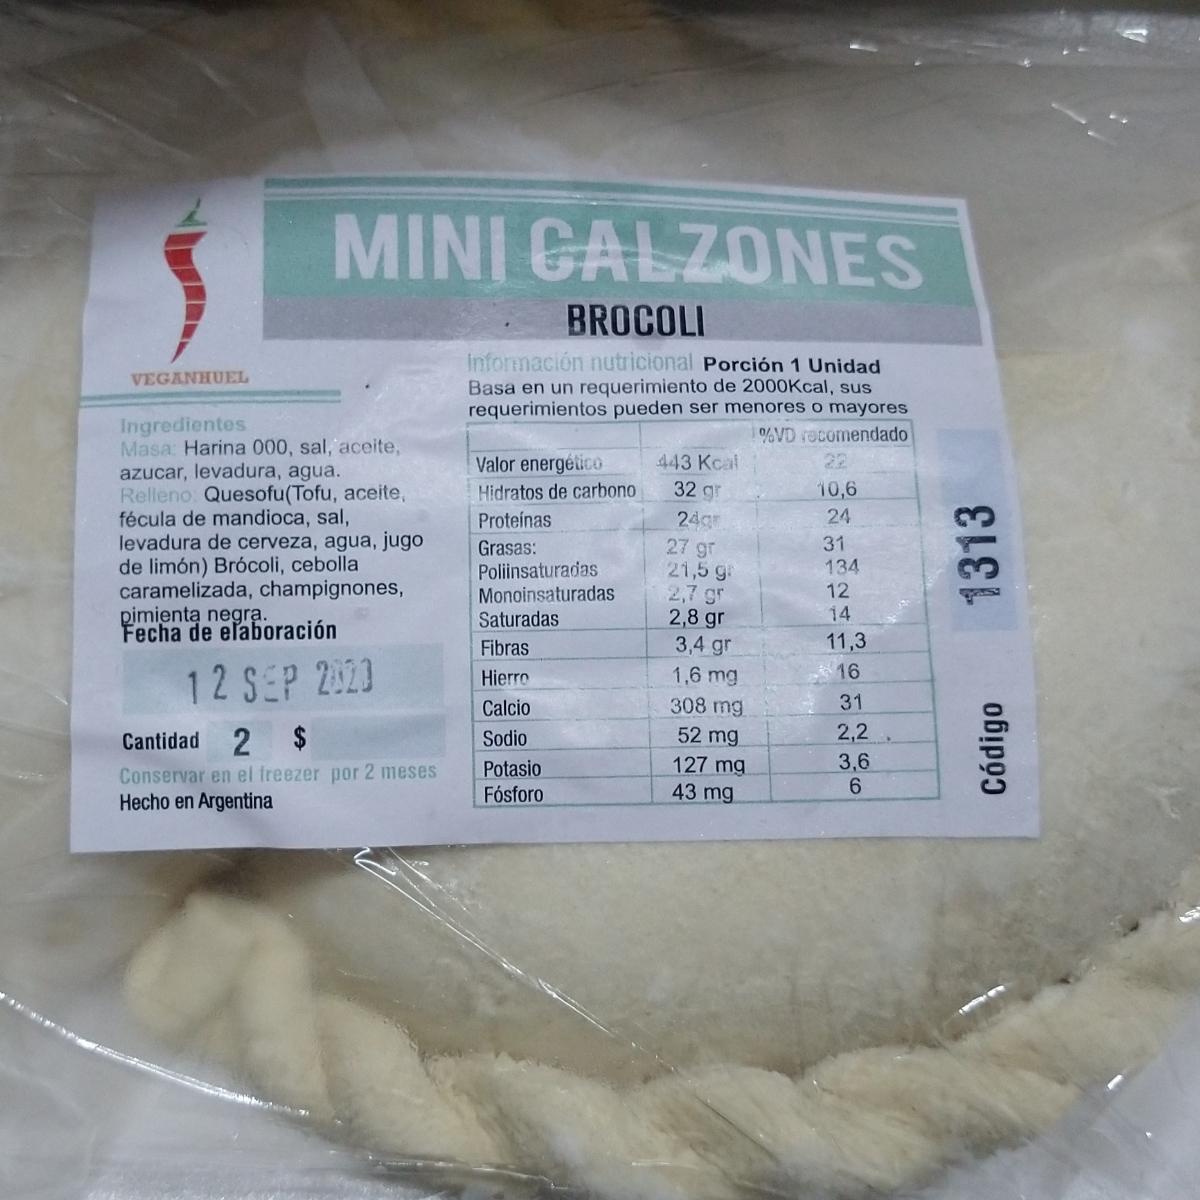 MINI CALZONES
BROCOLI
VEGANHUEL
Ingredientes
Masa: Harina 000, sal, aceite,
azucar, levadura, agua.
Relleno: Quesofu(Tofu, aceite,
fécula de mandioca, sal,
levadura de cerveza, agua, jugo
de limón) Brócoli, cebolla
caramelizada, champignones,
pimienta negra.
Fecha de elaboración
12 SEP 2023
Cantidad 2 $
Conservar en el freezer por 2 meses
Hecho en Argentina
Información nutricional Porción 1 Unidad
Basa en un requerimiento de 2000Kcal, sus
requerimientos pueden ser menores o mayores
%VD recomendado
Valor energético 443 Kcal 22
Hidratos de carbono 32 gr 10,6
Proteínas 24gr 24
Grasas: 27 gr 31
Poliinsaturadas 21,5 gr 134
Monoinsaturadas 2,7 gr 12
Saturadas 2,8 gr 14
Fibras 3,4 gr 11,3
Hierro 1,6 mg 16
Calcio 308 mg 31
Sodio 52 mg 2,2
Potasio 127 mg 3,6
Fósforo 43 mg 6
Código 1313